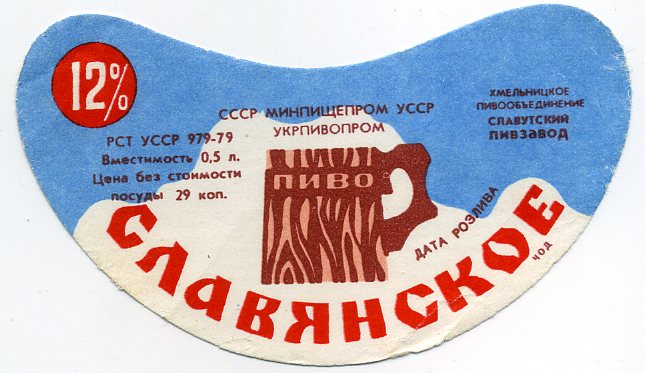 12%
СССР МИНПИЩЕПРОМ УССР
УКРПИВОПРОМ
ХМЕЛЬНИЦКОЕ
ПИВООБЪЕДИНЕНИЕ
СЛАВУТСКИЙ
ПИВЗАВОД
РСТ УССР 979-79
Вместимость 0,5 л.
Цена без стоимости
посуды 29 коп.
ПИВО
ДАТА РОЗЛИВА
СЛАВЯНСКОЕ
ЧОД